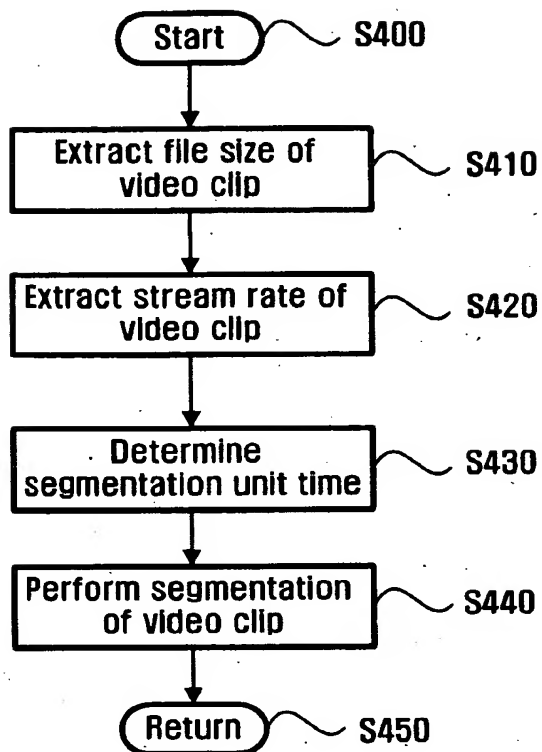 Start
S400
Extract file size of
video clip
S410
Extract stream rate of
video clip
S420
Determine
segmentation unit time
S430
Perform segmentation
of video clip
S440
Return
S450